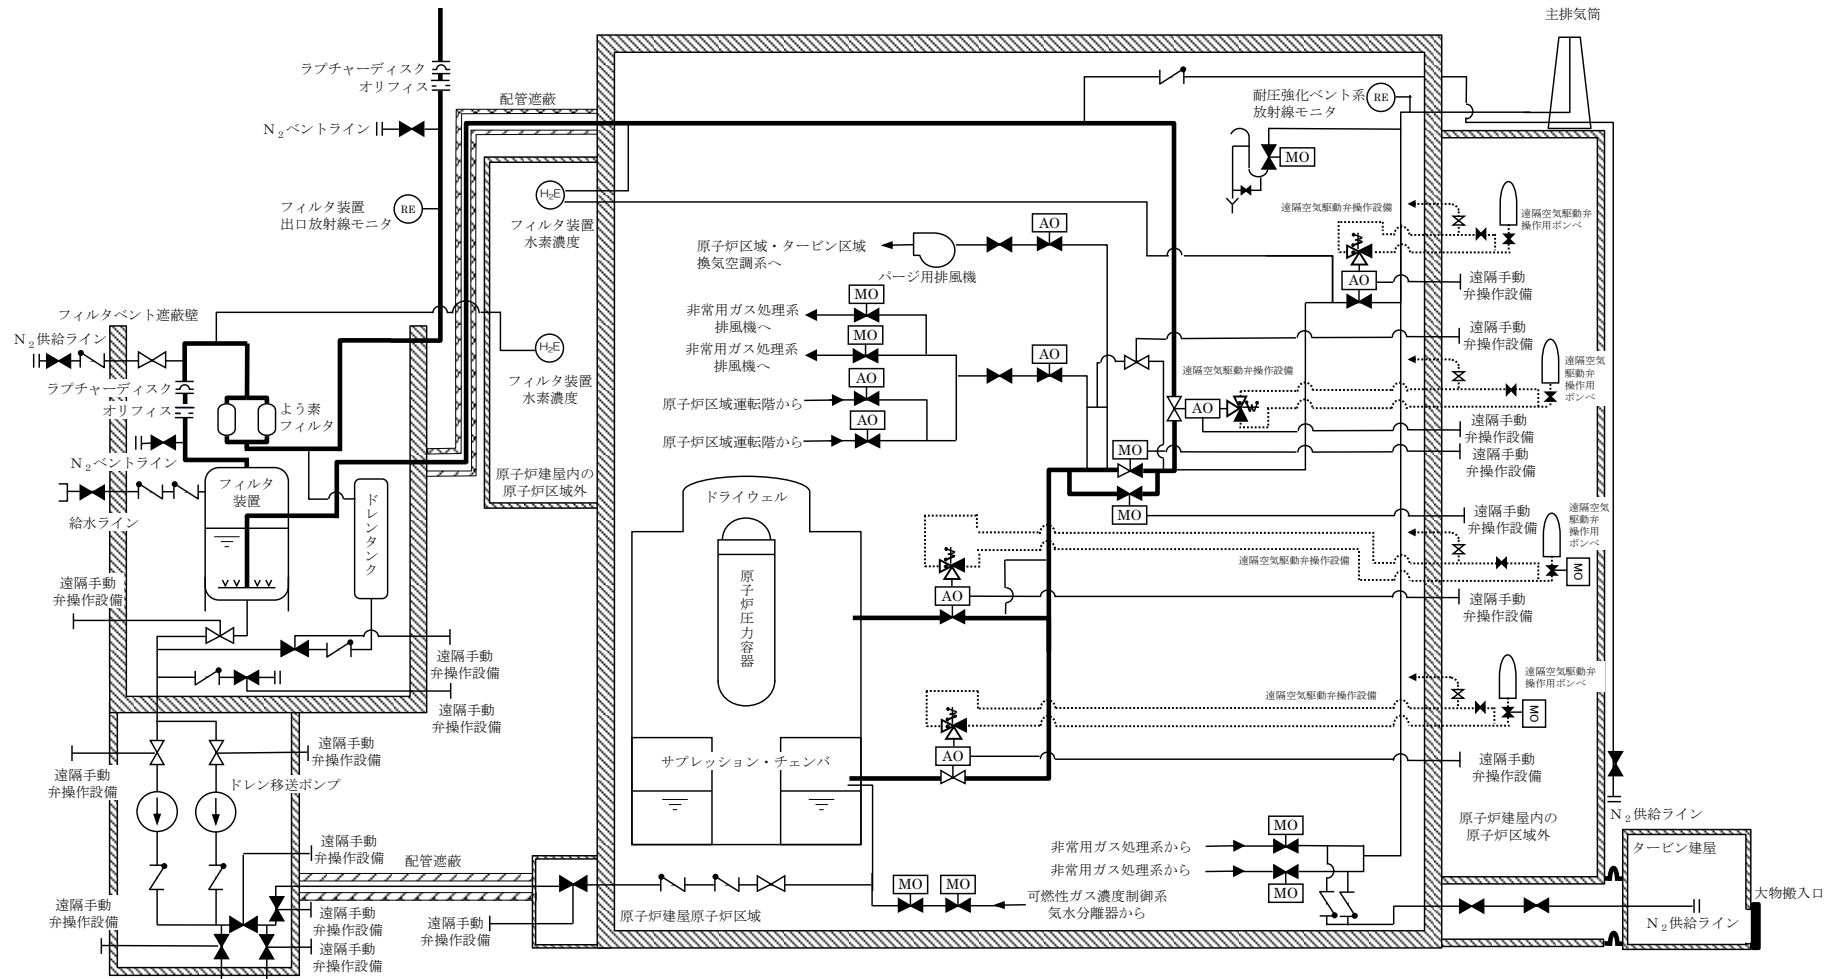 主排気筒
ラプチャーディスク
オリフィス
配管遮蔽
N₂ベントライン
耐圧強化ベント系
放射線モニタ
RE
MO
フィルタ装置
出口放射線モニタ
RE
H₂E
フィルタ装置
水素濃度
遠隔空気駆動弁操作設備
遠隔空気駆動弁
操作用ボンベ
AO
原子炉区域・タービン区域
換気空調系へ
パージ用排風機
AO
遠隔手動
弁操作設備
MO
非常用ガス処理系
排風機へ
MO
非常用ガス処理系
排風機へ
AO
原子炉区域運転階から
AO
原子炉区域運転階から
AO
遠隔手動
弁操作設備
遠隔空気駆動弁操作設備
遠隔空気
駆動弁
操作用
ボンベ
AO
遠隔手動
弁操作設備
MO
遠隔手動
弁操作設備
MO
遠隔手動
弁操作設備
フィルタベント遮蔽壁
N₂供給ライン
H₂E
フィルタ装置
水素濃度
ラプチャーディスク
オリフィス
よう素
フィルタ
N₂ベントライン
フィルタ
装置
給水ライン
ドレンタンク
原子炉建屋内の
原子炉区域外
ドライウェル
原子炉圧力容器
遠隔空気駆動弁操作設備
遠隔空気
駆動弁
操作用
ボンベ
MO
AO
遠隔手動
弁操作設備
遠隔手動
弁操作設備
遠隔手動
弁操作設備
遠隔手動
弁操作設備
遠隔空気駆動弁操作設備
遠隔空気駆動弁
操作用ボンベ
MO
AO
遠隔手動
弁操作設備
サプレッション・チェンバ
遠隔手動
弁操作設備
遠隔手動
弁操作設備
ドレン移送ポンプ
遠隔手動
弁操作設備
配管遮蔽
遠隔手動
弁操作設備
遠隔手動
弁操作設備
遠隔手動
弁操作設備
遠隔手動
弁操作設備
原子炉建屋原子炉区域
MO
MO
可燃性ガス濃度制御系
気水分離器から
MO
非常用ガス処理系から
非常用ガス処理系から
MO
原子炉建屋内の
原子炉区域外
N₂供給ライン
タービン建屋
大物搬入口
N₂供給ライン